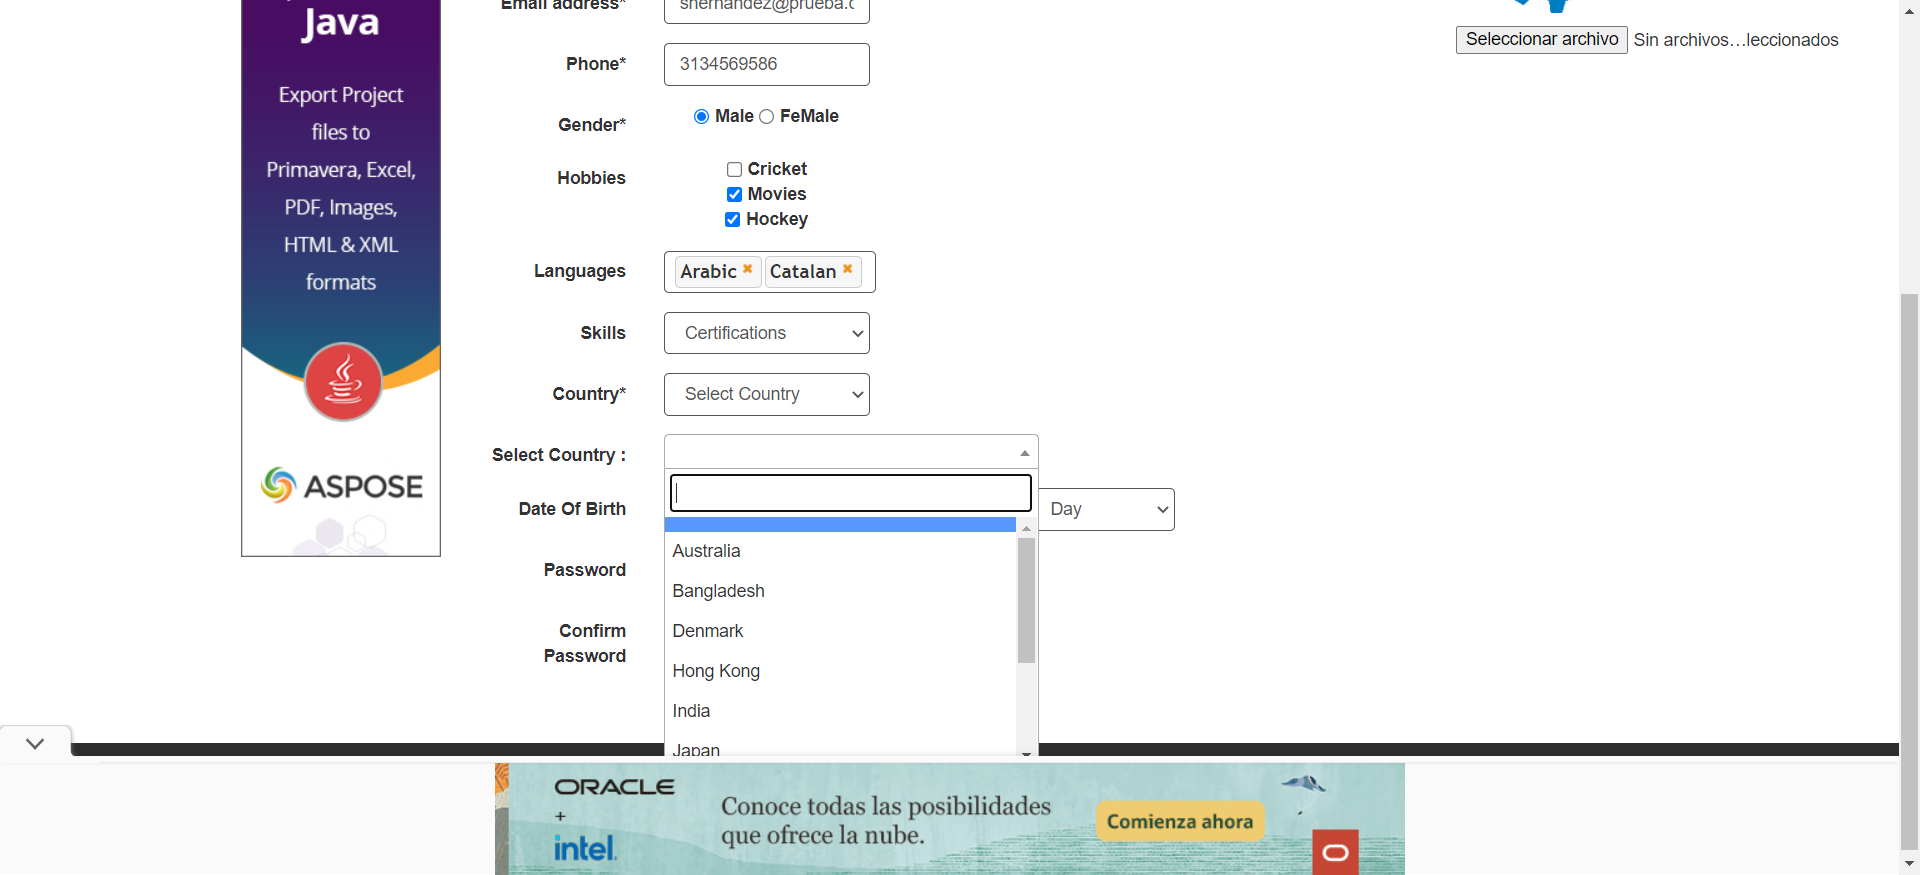 Java
Export Project
files to
Primavera, Excel,
PDF, Images,
HTML & XML
formats
ASPOSE
Email address*
shernandez@prueba.c
Phone*
3134569586
Gender*
Male FeMale
Hobbies
Cricket
Movies
Hockey
Languages
Arabic Catalan
Skills
Certifications
Country*
Select Country
Select Country :
Date Of Birth
Day
Australia
Bangladesh
Denmark
Hong Kong
India
Japan
Password
Confirm
Password
Seleccionar archivo Sin archivos…leccionados
ORACLE
+
intel.
Conoce todas las posibilidades
que ofrece la nube.
Comienza ahora